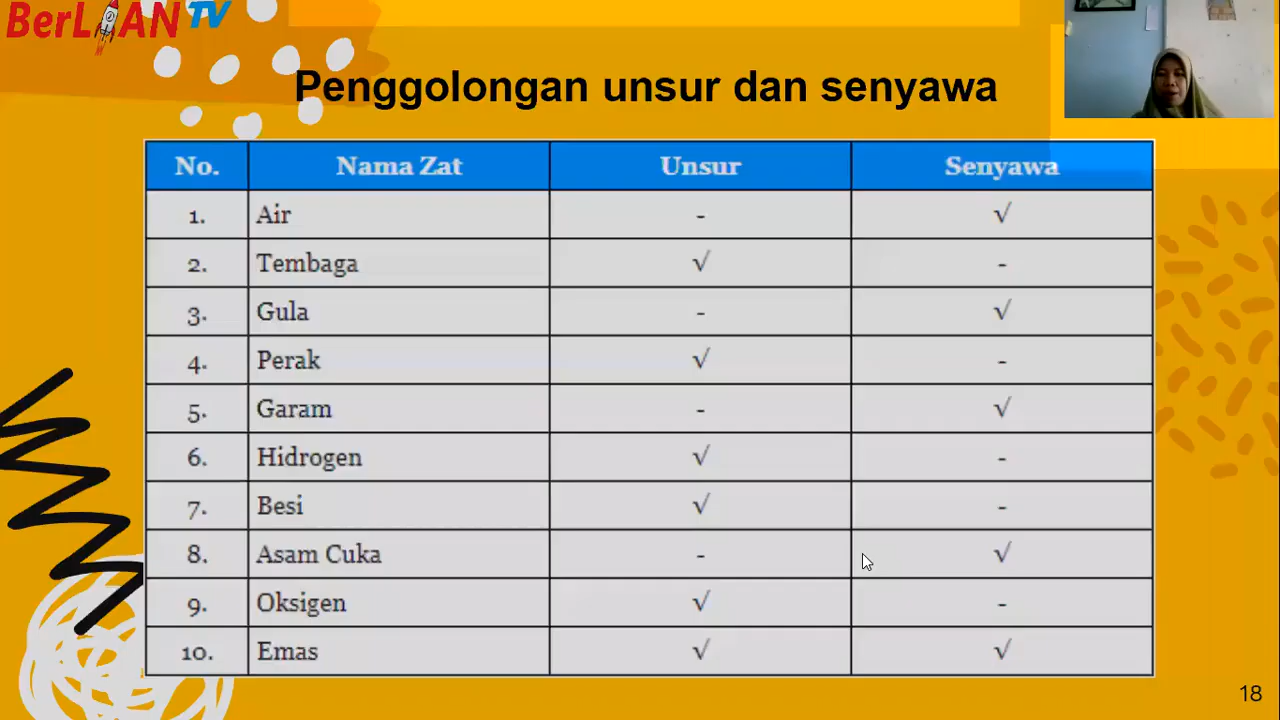 BerLIAN TV
Penggolongan unsur dan senyawa
No. Nama Zat Unsur Senyawa
1. Air - √
2. Tembaga √ -
3. Gula - √
4. Perak √ -
5. Garam - √
6. Hidrogen √ -
7. Besi √ -
8. Asam Cuka - √
9. Oksigen √ -
10. Emas √ √
18